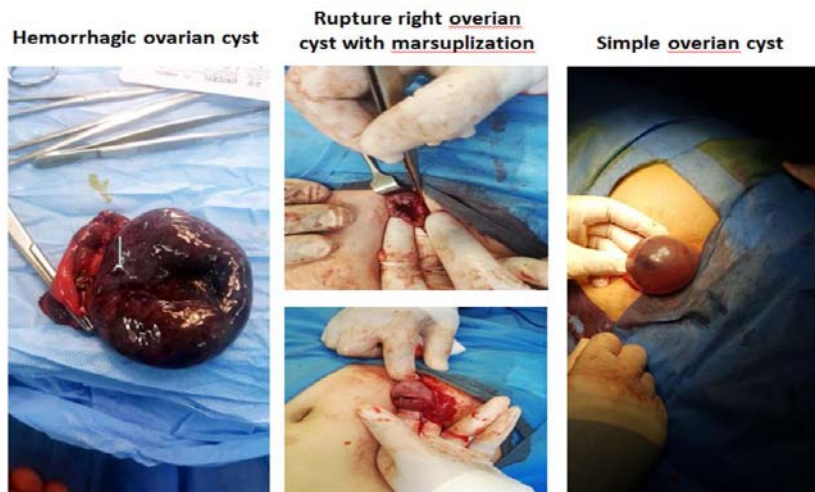 Hemorrhagic ovarian cyst
Rupture right overian
cyst with marsuplization
Simple overian cyst